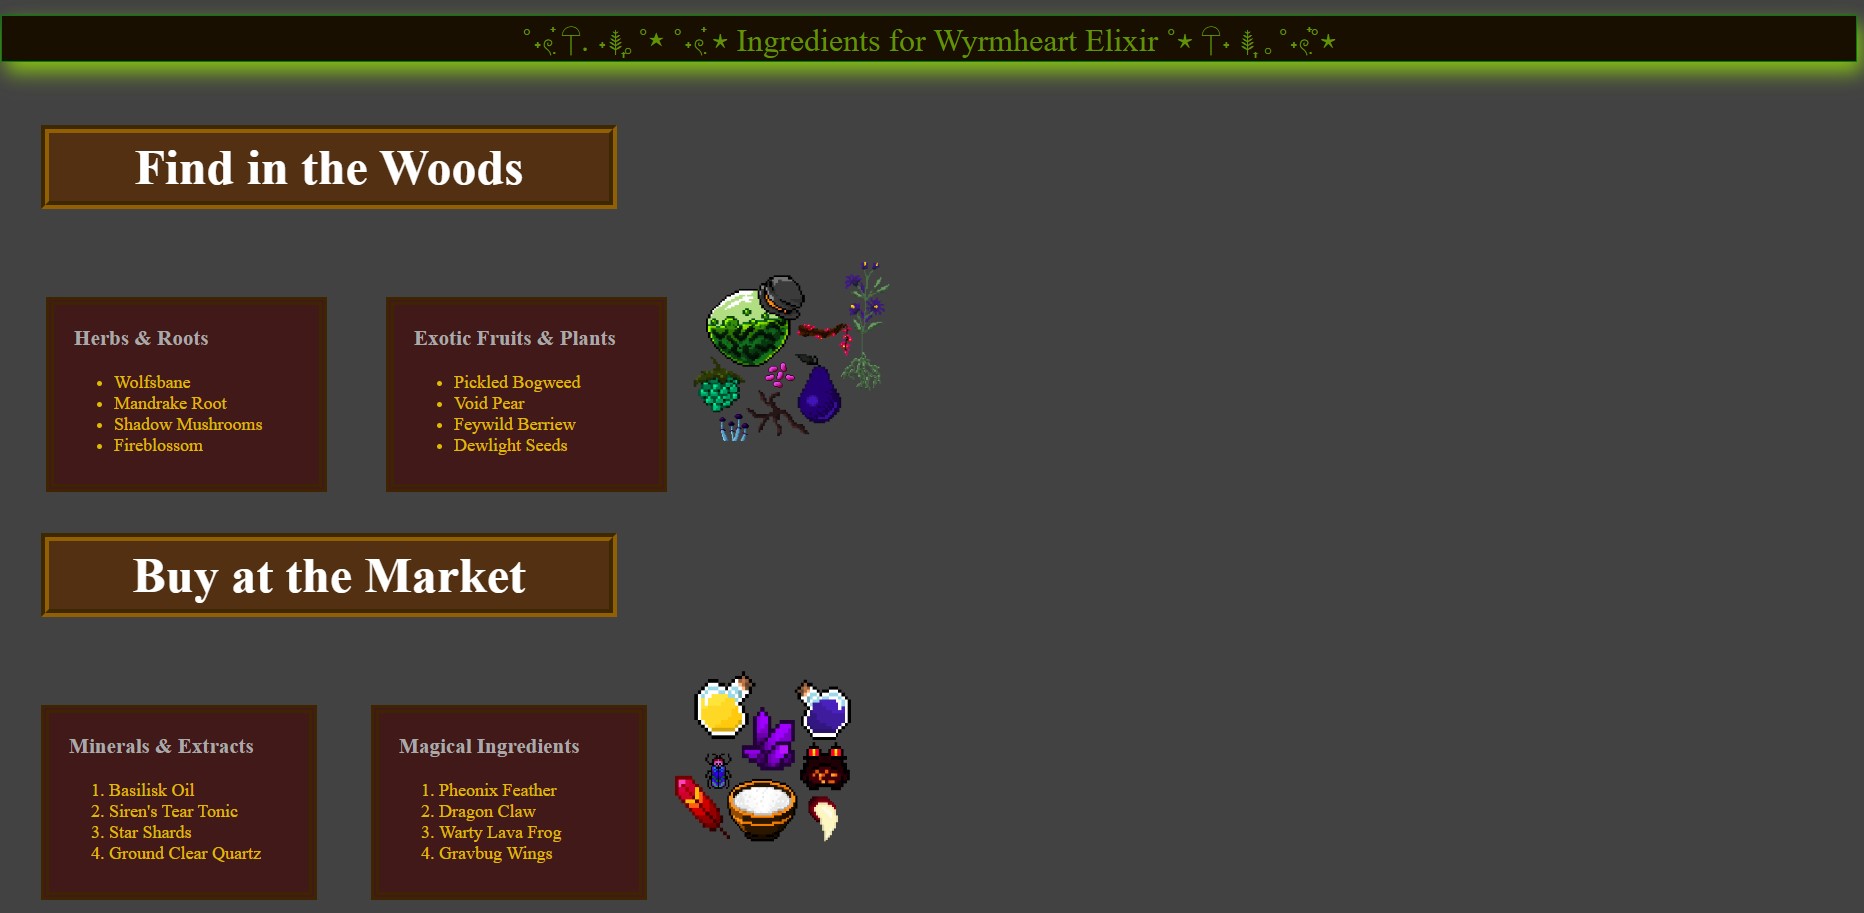 Ingredients for Wyrmheart Elixir
Find in the Woods
Herbs & Roots
• Wolfsbane
• Mandrake Root
• Shadow Mushrooms
• Fireblossom
Exotic Fruits & Plants
• Pickled Bogweed
• Void Pear
• Feywild Berriew
• Dewlight Seeds
Buy at the Market
Minerals & Extracts
1. Basilisk Oil
2. Siren's Tear Tonic
3. Star Shards
4. Ground Clear Quartz
Magical Ingredients
1. Pheonix Feather
2. Dragon Claw
3. Warty Lava Frog
4. Gravbug Wings